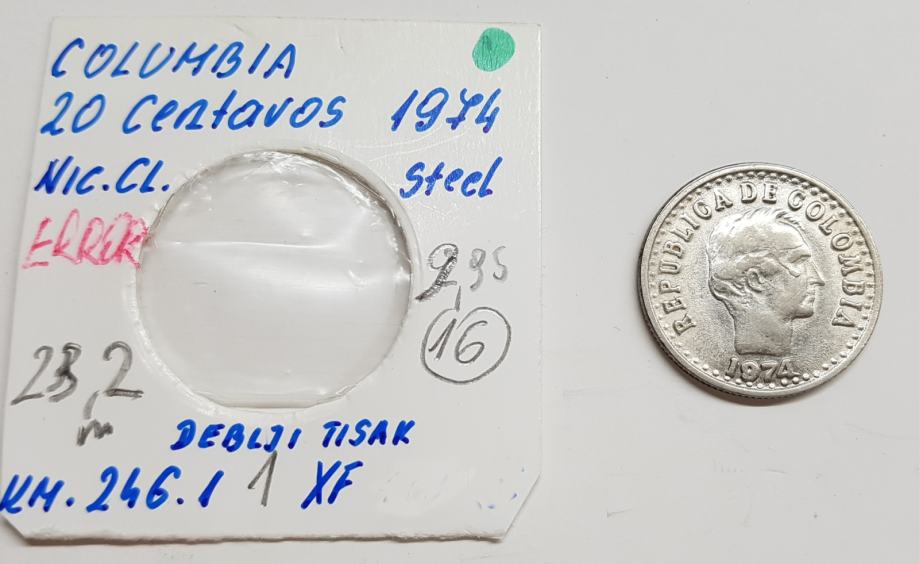 COLUMBIA
20 Centavos 1974
NIC.CL. Steel
ERROR
2,95
16
23,2
m
DEBLJI TISAK
KM.246.1 1 XF
REPUBLICA DE COLOMBIA
1974